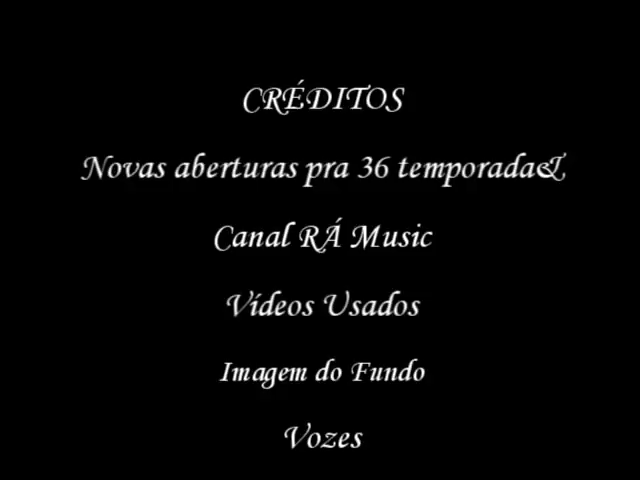 CRÉDITOS
Novas aberturas pra 36 temporada&
Canal RÁ Music
Vídeos Usados
Imagem do Fundo
Vozes